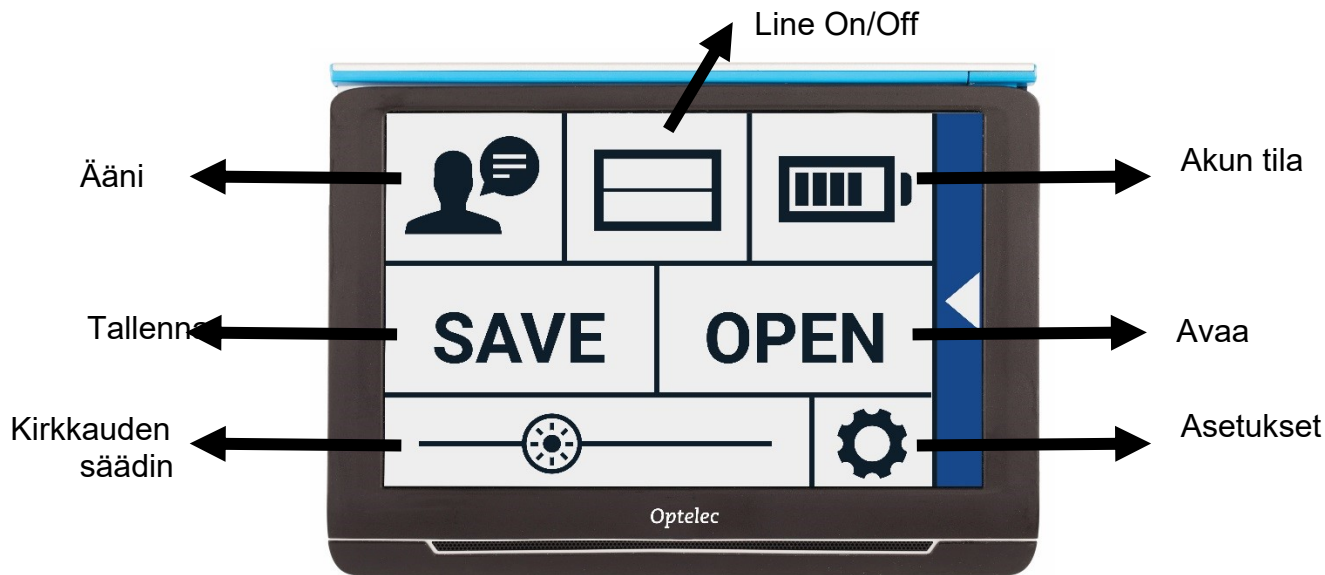 Line On/Off
Ääni
Akun tila
Tallenna
SAVE
OPEN
Avaa
Kirkkauden
säädin
Asetukset
Optelec